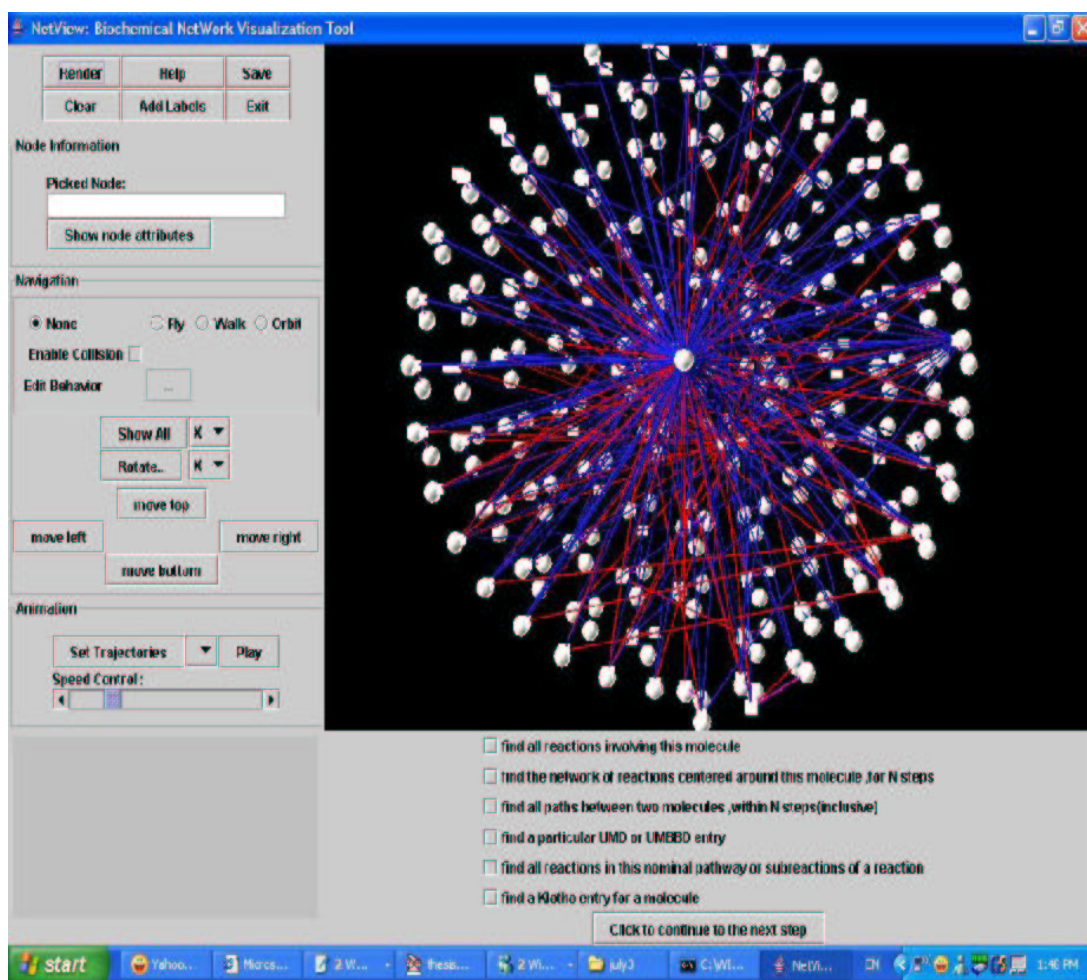 NetView: Biochemical NetWork Visualization Tool
Render Help Save
Clear Add Labels Exit
Node Information
Picked Node:
Show node attributes
Navigation
None Fly Walk Orbit
Enable Collision
Edit Behavior ...
Show All X
Rotate.. X
move top
move left move right
move buttom
Animation
Set Trajectories Play
Speed Control :
find all reactions involving this molecule
find the network of reactions centered around this molecule ,for N steps
find all paths between two molecules ,within N steps(inclusive)
find a particular UMD or UMBBD entry
find all reactions in this nominal pathway or subreactions of a reaction
find a Klotho entry for a molecule
Click to continue to the next step
start Yahoo... Micros... 2 W... thesis... 2 Wi... july3 C:\WI... NetVi... EN 1:46 PM